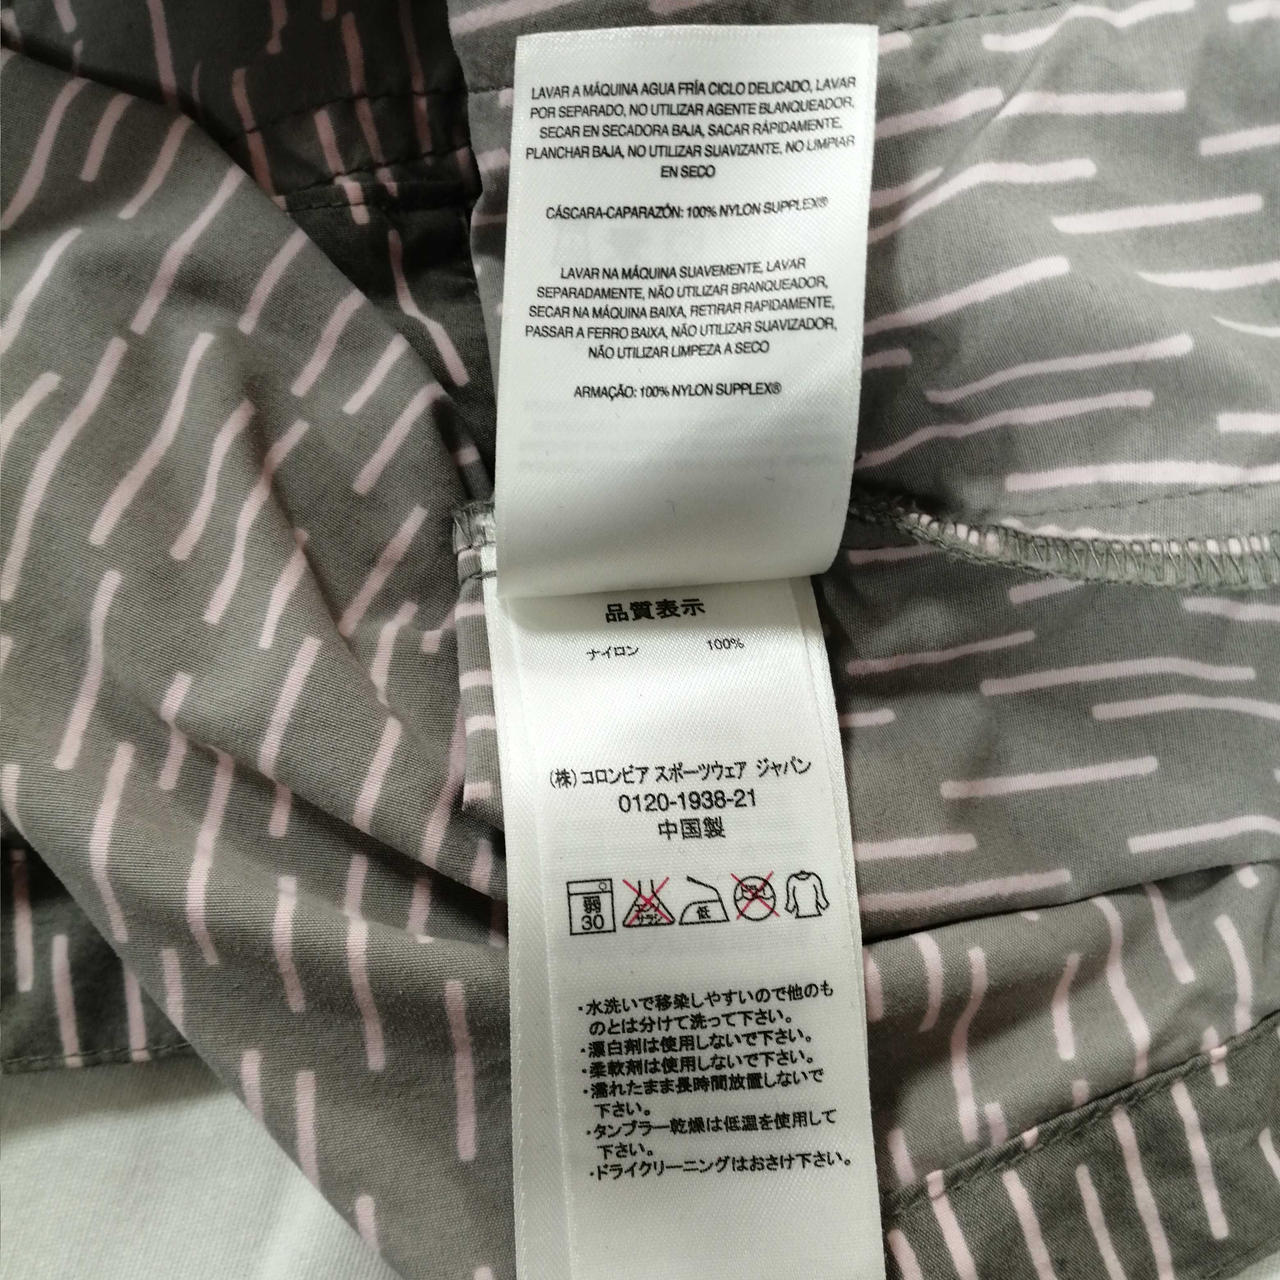 LAVAR A MÁQUINA AGUA FRÍA CICLO DELICADO, LAVAR
POR SEPARADO, NO UTILIZAR AGENTE BLANQUEADOR,
SECAR EN SECADORA BAJA, SACAR RÁPIDAMENTE,
PLANCHAR BAJA, NO UTILIZAR SUAVIZANTE, NO LIMPIAR
EN SECO
CÁSCARA-CAPARAZÓN: 100% NYLON SUPPLEX®
LAVAR NA MÁQUINA SUAVEMENTE, LAVAR
SEPARADAMENTE, NÃO UTILIZAR BRANQUEADOR,
SECAR NA MÁQUINA BAIXA, RETIRAR RAPIDAMENTE,
PASSAR A FERRO BAIXA, NÃO UTILIZAR SUAVIZADOR,
NÃO UTILIZAR LIMPEZA A SECO
ARMAÇÃO: 100% NYLON SUPPLEX®
品質表示
ナイロン 100%
(株)コロンビア スポーツウェア ジャパン
0120-1938-21
中国製
弱 30 エンソ サラシ 低
・水洗いで移染しやすいので他のも
のとは分けて洗って下さい。
・漂白剤は使用しないで下さい。
・柔軟剤は使用しないで下さい。
・濡れたまま長時間放置しないで
下さい。
・タンブラー乾燥は低温を使用して
下さい。
・ドライクリーニングはおさけ下さい。